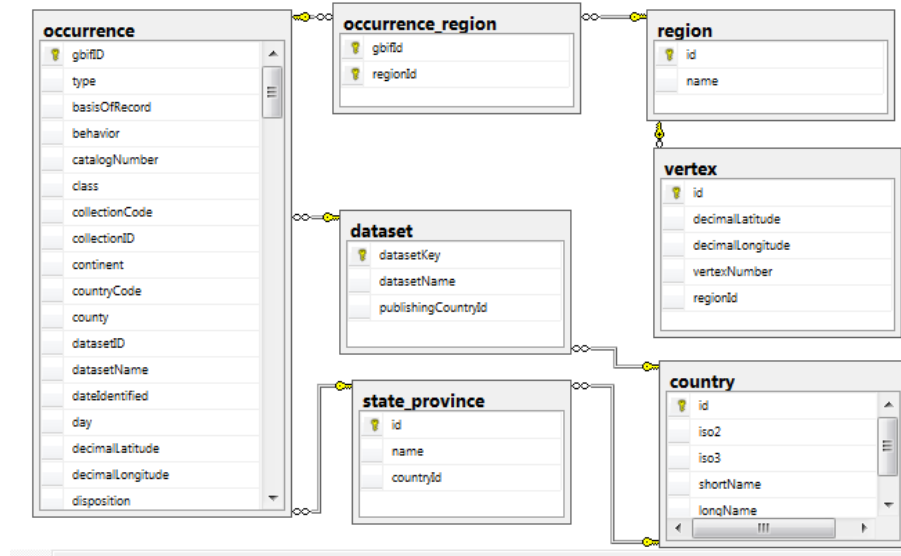 occurrence
gbifID
type
basisOfRecord
behavior
catalogNumber
class
collectionCode
collectionID
continent
countryCode
county
datasetID
datasetName
dateIdentified
day
decimalLatitude
decimalLongitude
disposition
occurrence_region
gbifId
regionId
region
id
name
vertex
id
decimalLatitude
decimalLongitude
vertexNumber
regionId
dataset
datasetKey
datasetName
publishingCountryId
state_province
id
name
countryId
country
id
iso2
iso3
shortName
longName